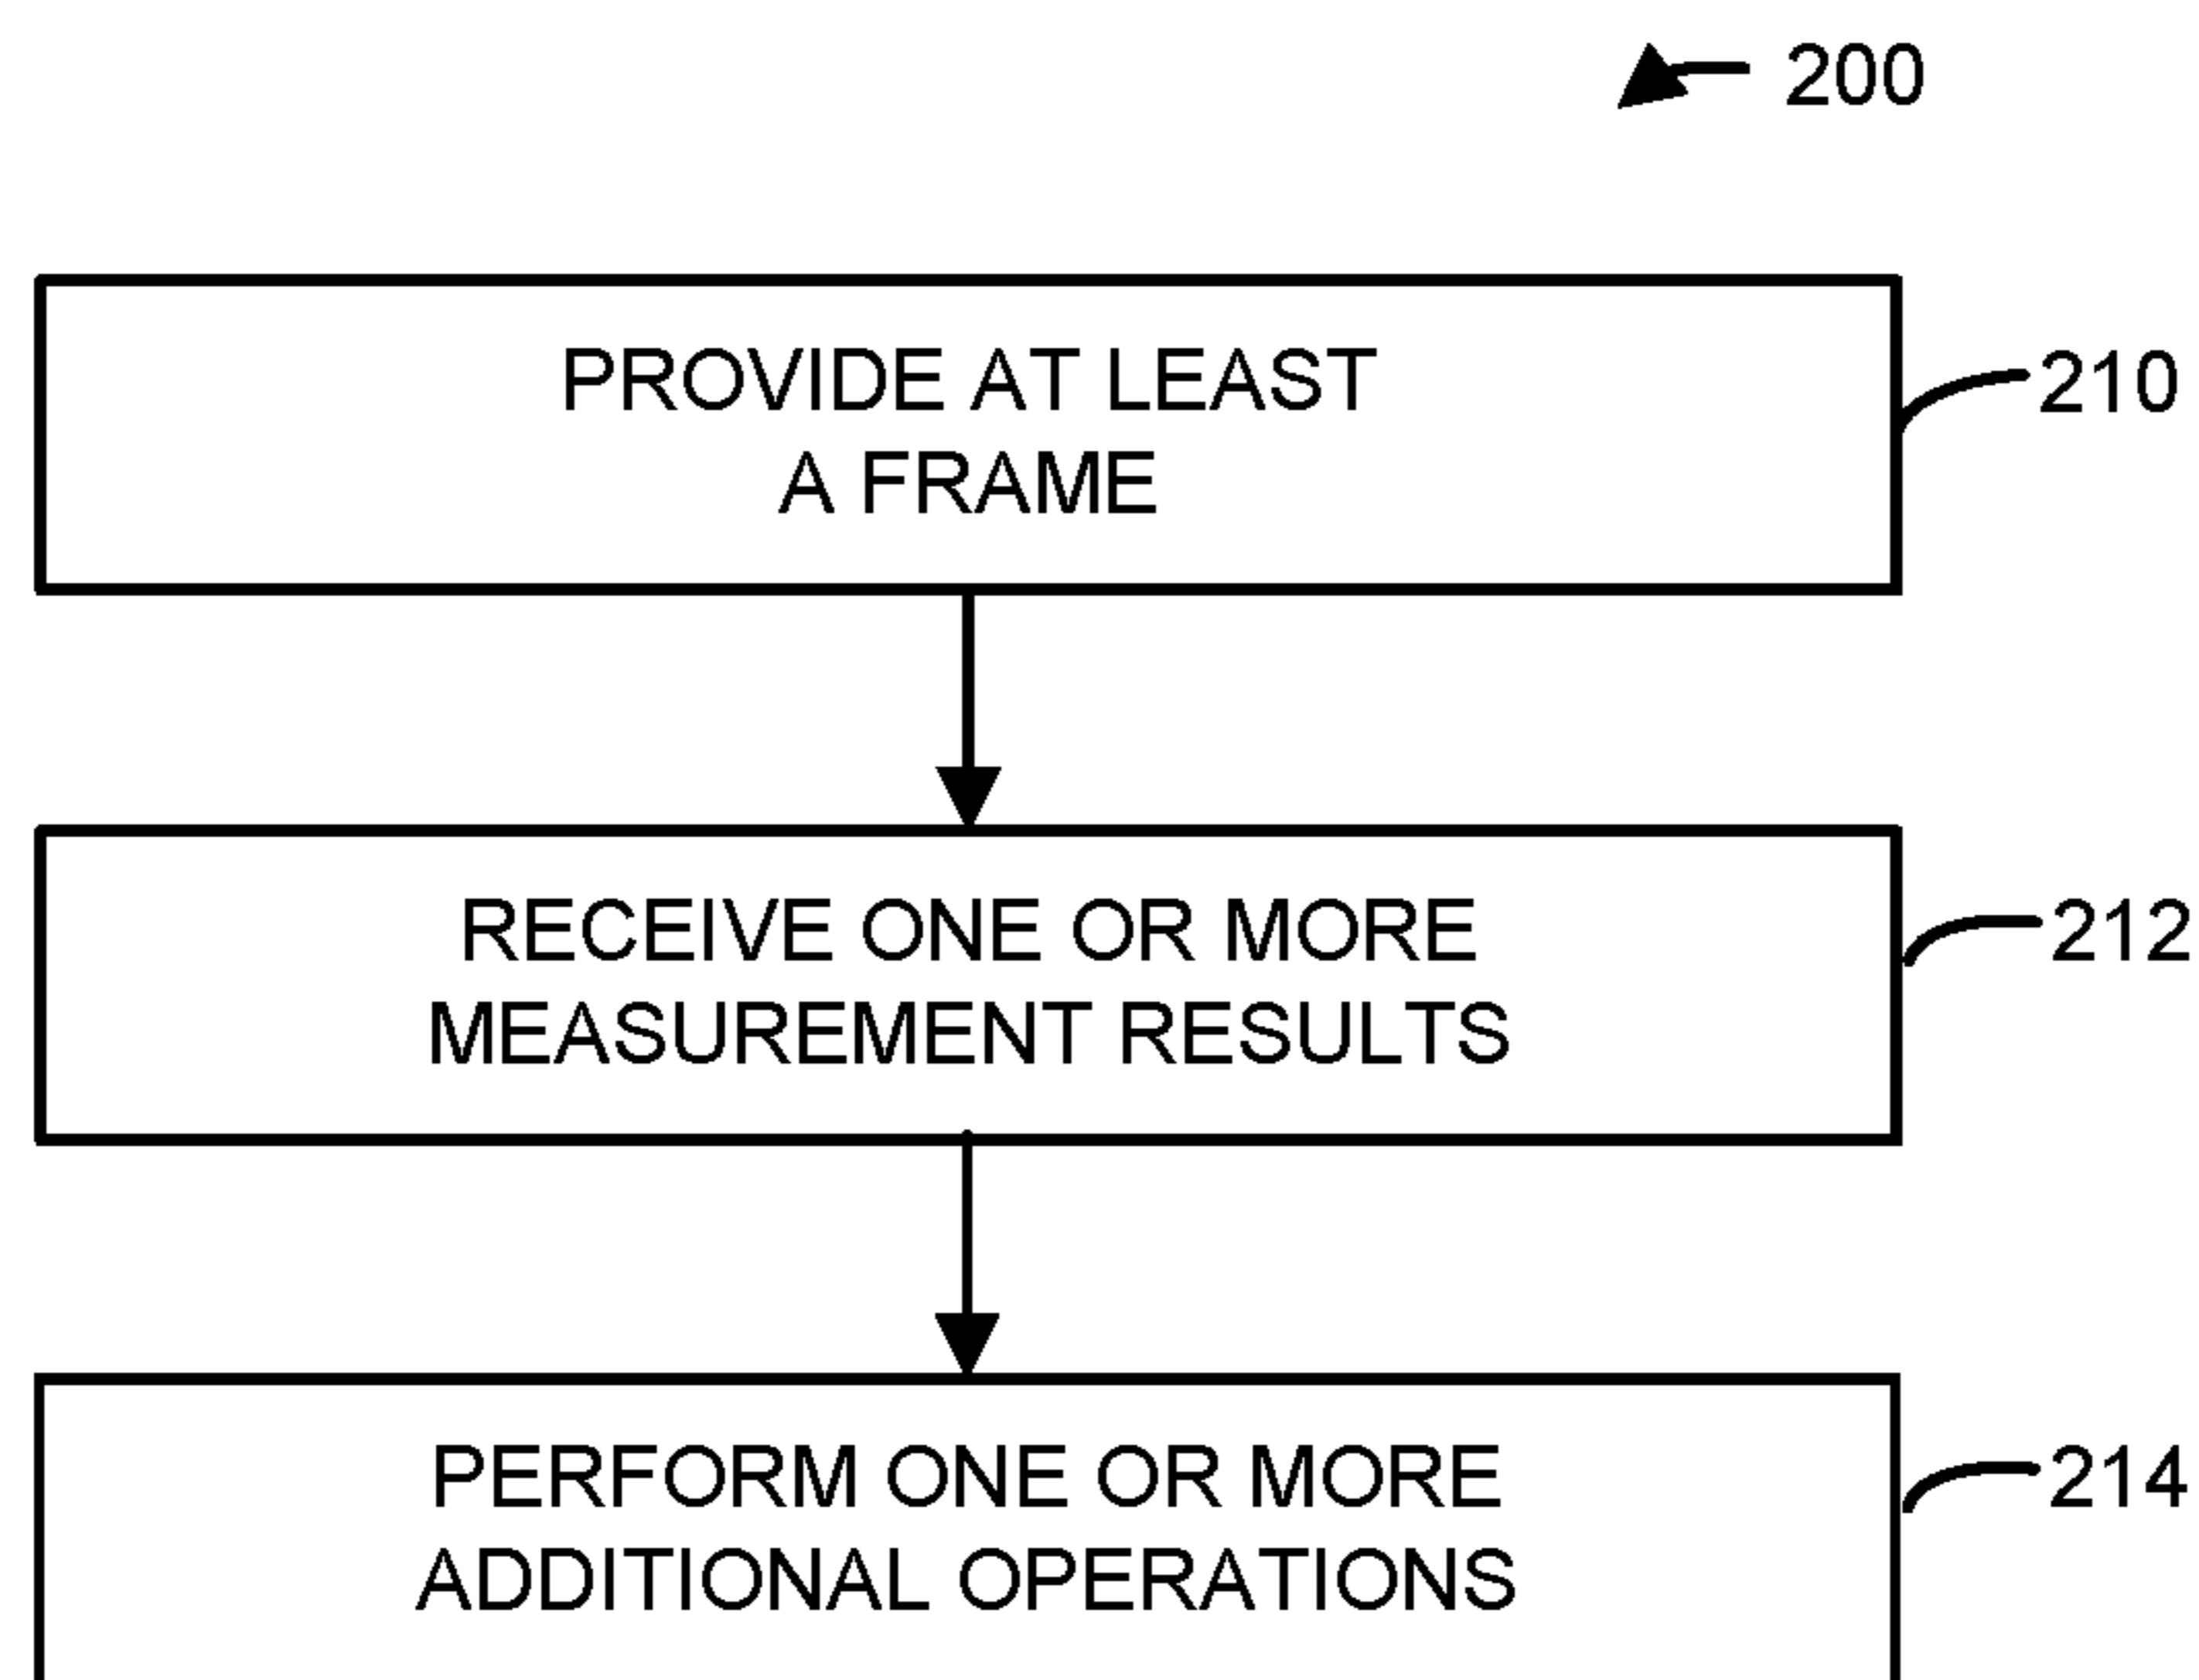 200
PROVIDE AT LEAST
A FRAME
210
RECEIVE ONE OR MORE
MEASUREMENT RESULTS
212
PERFORM ONE OR MORE
ADDITIONAL OPERATIONS
214